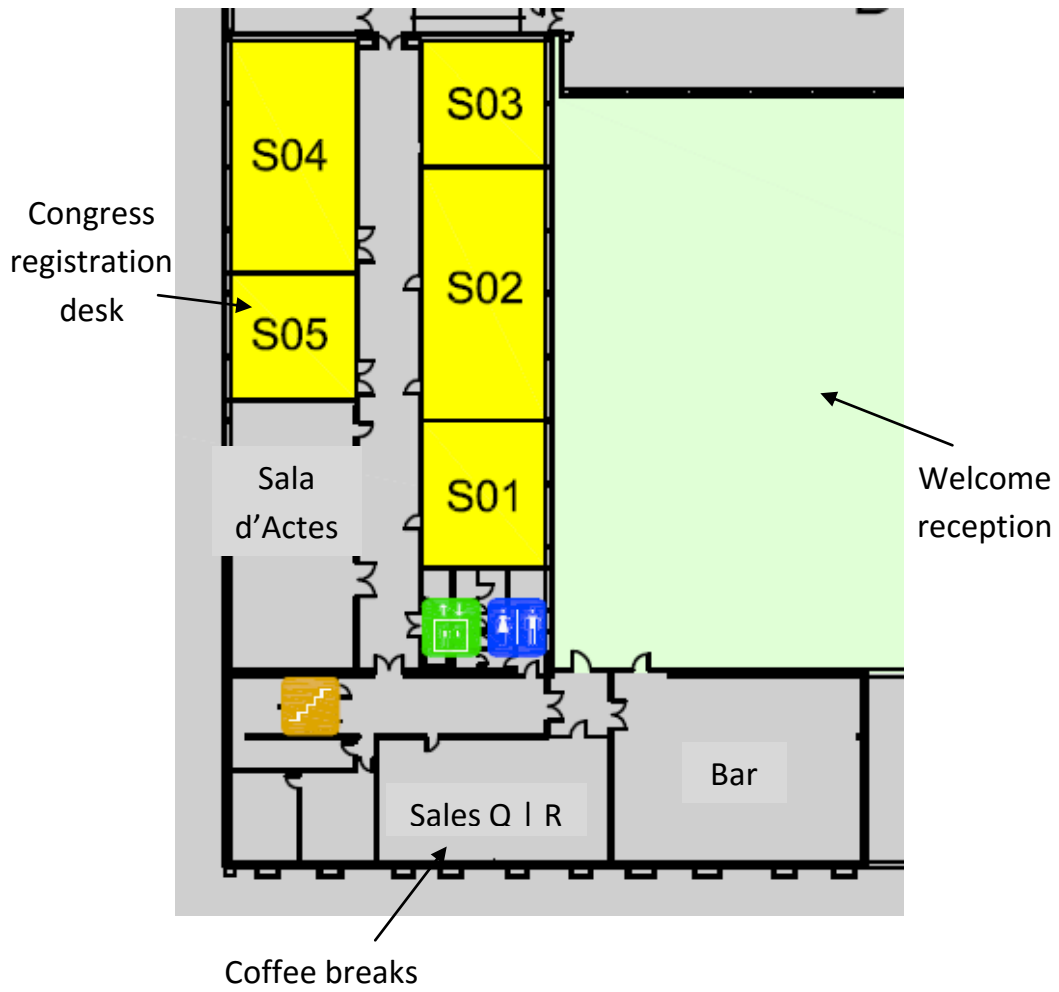 S03
S04
Congress
registration
desk
S02
S05
Sala
d’Actes
S01
Welcome
reception
Bar
Sales Q | R
Coffee breaks